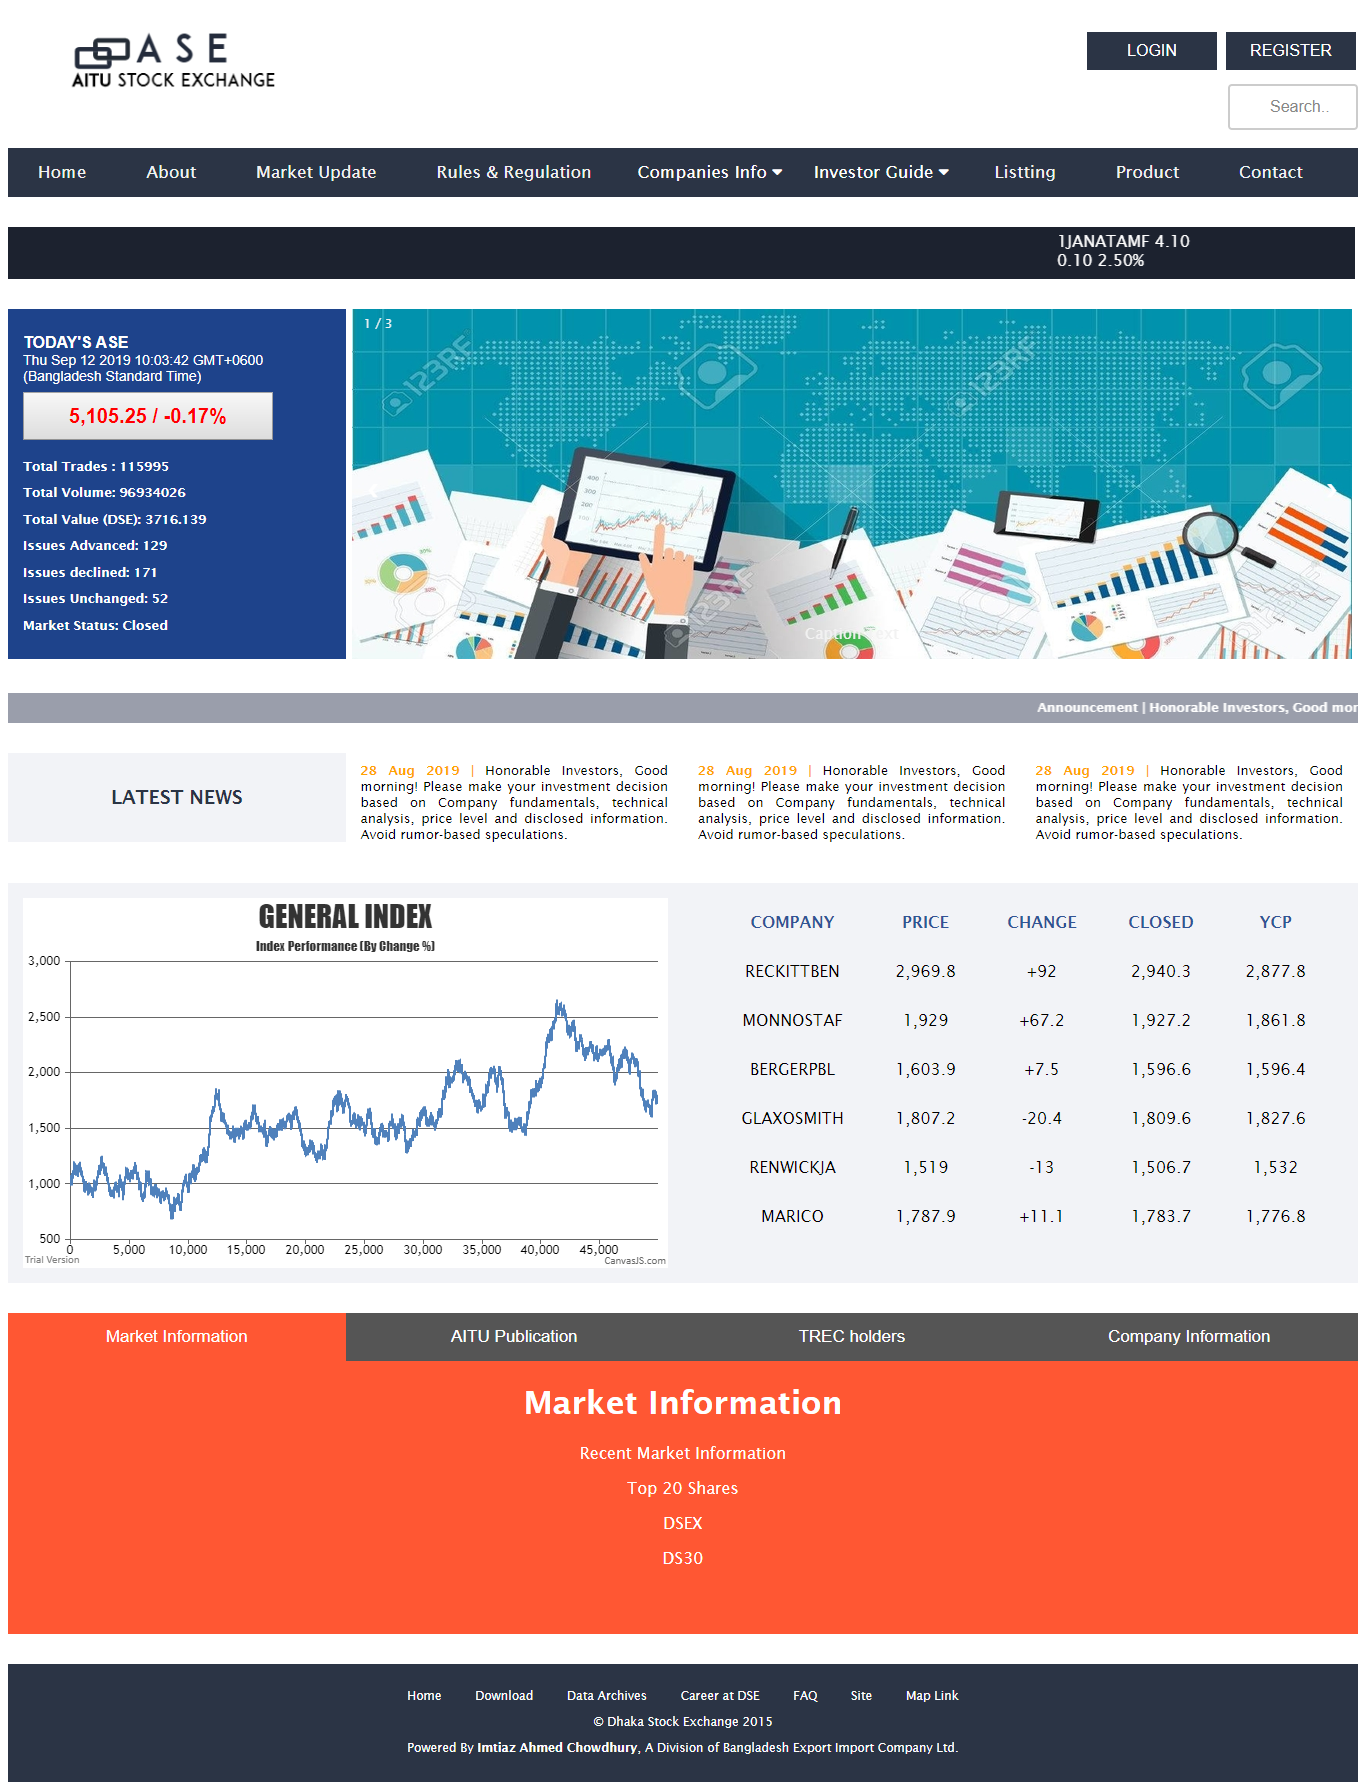 ASE
AITU STOCK EXCHANGE
LOGIN
REGISTER
Search..
Home
About
Market Update
Rules & Regulation
Companies Info
Investor Guide
Listting
Product
Contact
1JANATAMF 4.10
0.10 2.50%
TODAY'S ASE
Thu Sep 12 2019 10:03:42 GMT+0600
(Bangladesh Standard Time)
5,105.25 / -0.17%
Total Trades : 115995
Total Volume: 96934026
Total Value (DSE): 3716.139
Issues Advanced: 129
Issues declined: 171
Issues Unchanged: 52
Market Status: Closed
1 / 3
123RF
123RF
123RF
123RF
400
300
200
Caption Text
Announcement | Honorable Investors, Good mor
LATEST NEWS
28 Aug 2019 | Honorable Investors, Good
morning! Please make your investment decision
based on Company fundamentals, technical
analysis, price level and disclosed information.
Avoid rumor-based speculations.
28 Aug 2019 | Honorable Investors, Good
morning! Please make your investment decision
based on Company fundamentals, technical
analysis, price level and disclosed information.
Avoid rumor-based speculations.
28 Aug 2019 | Honorable Investors, Good
morning! Please make your investment decision
based on Company fundamentals, technical
analysis, price level and disclosed information.
Avoid rumor-based speculations.
GENERAL INDEX
Index Performance (By Change %)
3,000
2,500
2,000
1,500
1,000
500
0 5,000 10,000 15,000 20,000 25,000 30,000 35,000 40,000 45,000
Trial Version
CanvasJS.com
COMPANY PRICE CHANGE CLOSED YCP
RECKITTBEN 2,969.8 +92 2,940.3 2,877.8
MONNOSTAF 1,929 +67.2 1,927.2 1,861.8
BERGERPBL 1,603.9 +7.5 1,596.6 1,596.4
GLAXOSMITH 1,807.2 -20.4 1,809.6 1,827.6
RENWICKJA 1,519 -13 1,506.7 1,532
MARICO 1,787.9 +11.1 1,783.7 1,776.8
Market Information
AITU Publication
TREC holders
Company Information
Market Information
Recent Market Information
Top 20 Shares
DSEX
DS30
Home Download Data Archives Career at DSE FAQ Site Map Link
© Dhaka Stock Exchange 2015
Powered By Imtiaz Ahmed Chowdhury, A Division of Bangladesh Export Import Company Ltd.